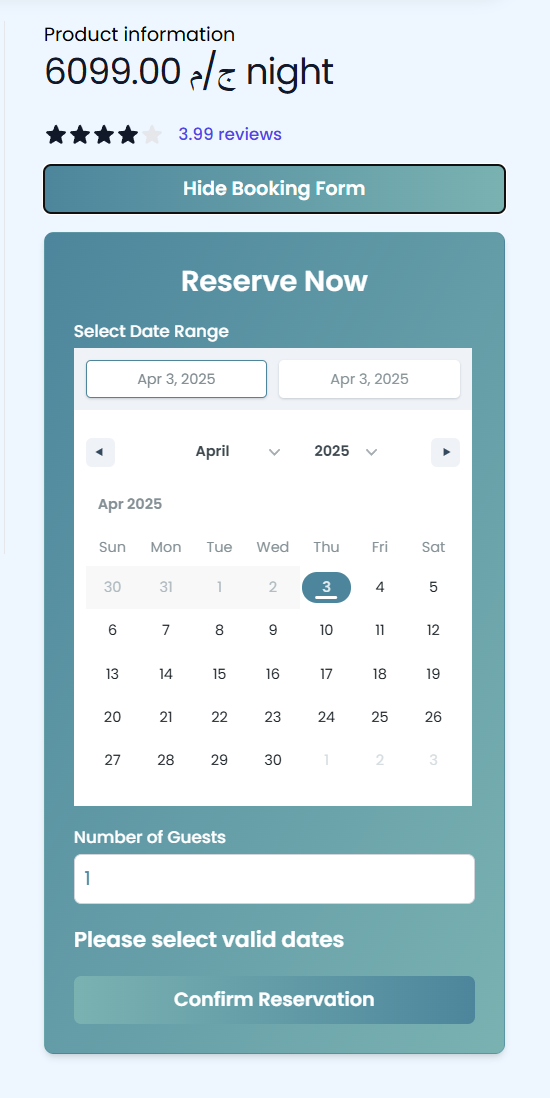 Product information
6099.00 ج/م night
3.99 reviews
Hide Booking Form
Reserve Now
Select Date Range
Apr 3, 2025 Apr 3, 2025
April 2025
Apr 2025
Sun Mon Tue Wed Thu Fri Sat
30 31 1 2 3 4 5
6 7 8 9 10 11 12
13 14 15 16 17 18 19
20 21 22 23 24 25 26
27 28 29 30 1 2 3
Number of Guests
1
Please select valid dates
Confirm Reservation